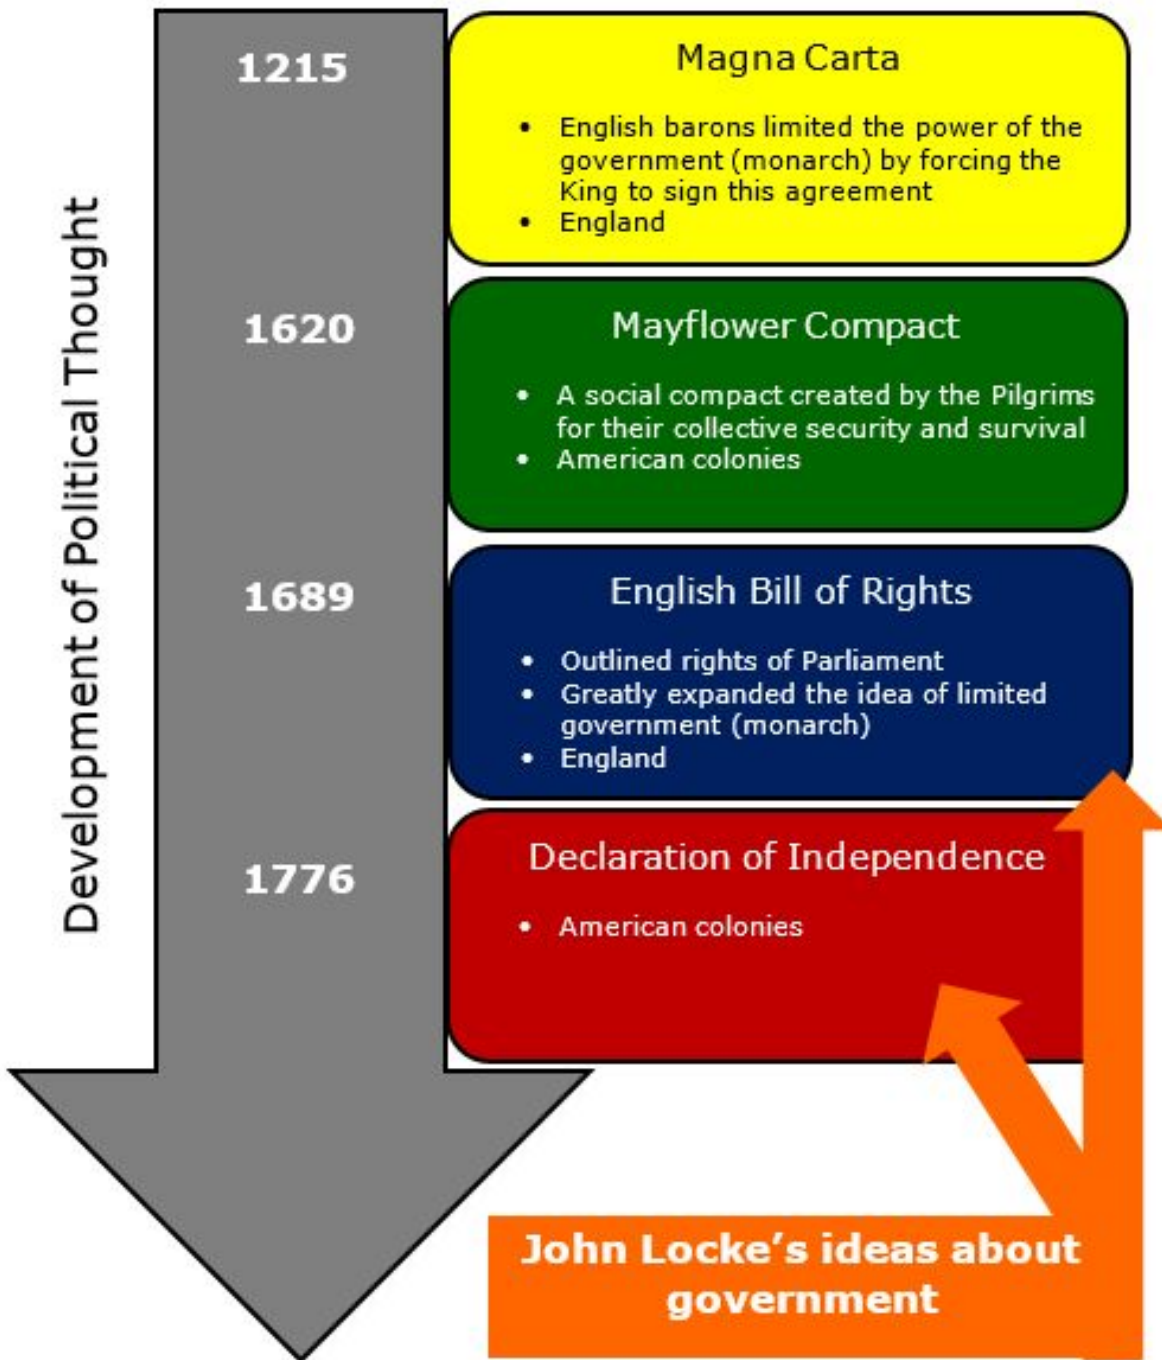 Development of Political Thought
1215
Magna Carta
• English barons limited the power of the
government (monarch) by forcing the
King to sign this agreement
• England
1620
Mayflower Compact
• A social compact created by the Pilgrims
for their collective security and survival
• American colonies
1689
English Bill of Rights
• Outlined rights of Parliament
• Greatly expanded the idea of limited
government (monarch)
• England
1776
Declaration of Independence
• American colonies
John Locke’s ideas about
government